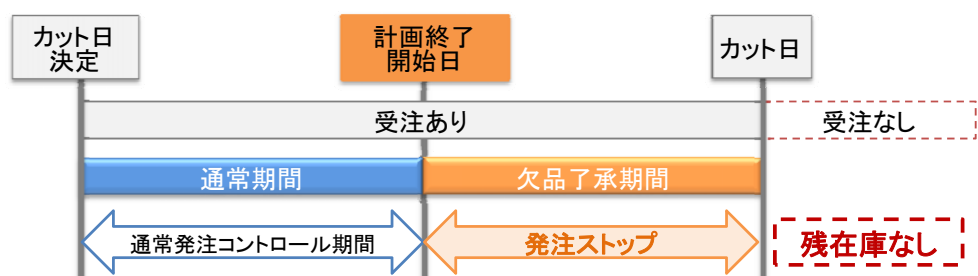 カット日
決定
計画終了
開始日
カット日
受注あり
受注なし
通常期間
欠品了承期間
通常発注コントロール期間
発注ストップ
残在庫なし